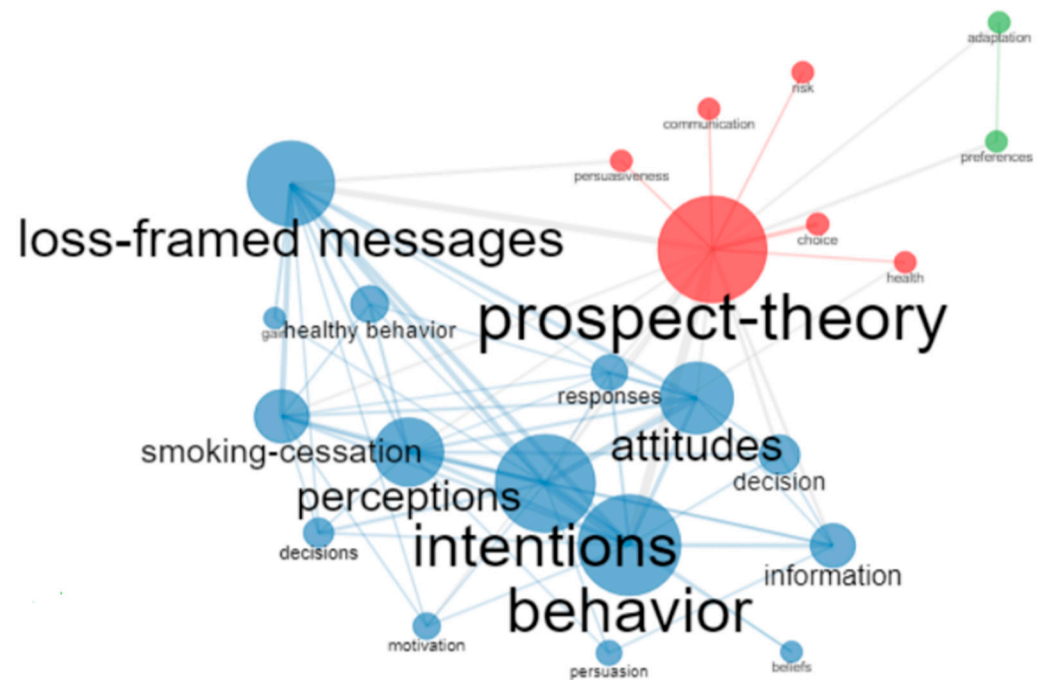 adaptation
risk
communication
preferences
persuasiveness
loss-framed messages
choice
health
prospect-theory
gain
healthy behavior
responses
attitudes
smoking-cessation
decision
perceptions
intentions
decisions
information
behavior
motivation
persuasion
beliefs